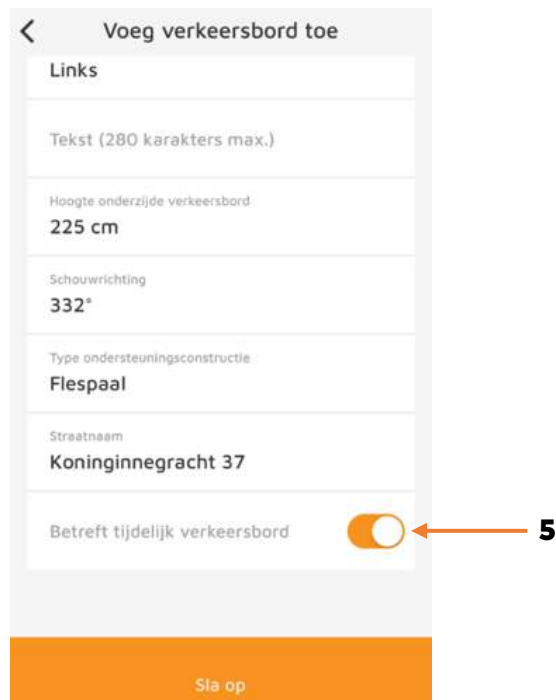 Voeg verkeersbord toe
Links
Tekst (280 karakters max.)
Hoogte onderzijde verkeersbord
225 cm
Schouwrichting
332°
Type ondersteuningsconstructie
Flespaal
Straatnaam
Koninginnegracht 37
Betreft tijdelijk verkeersbord
5
Sla op